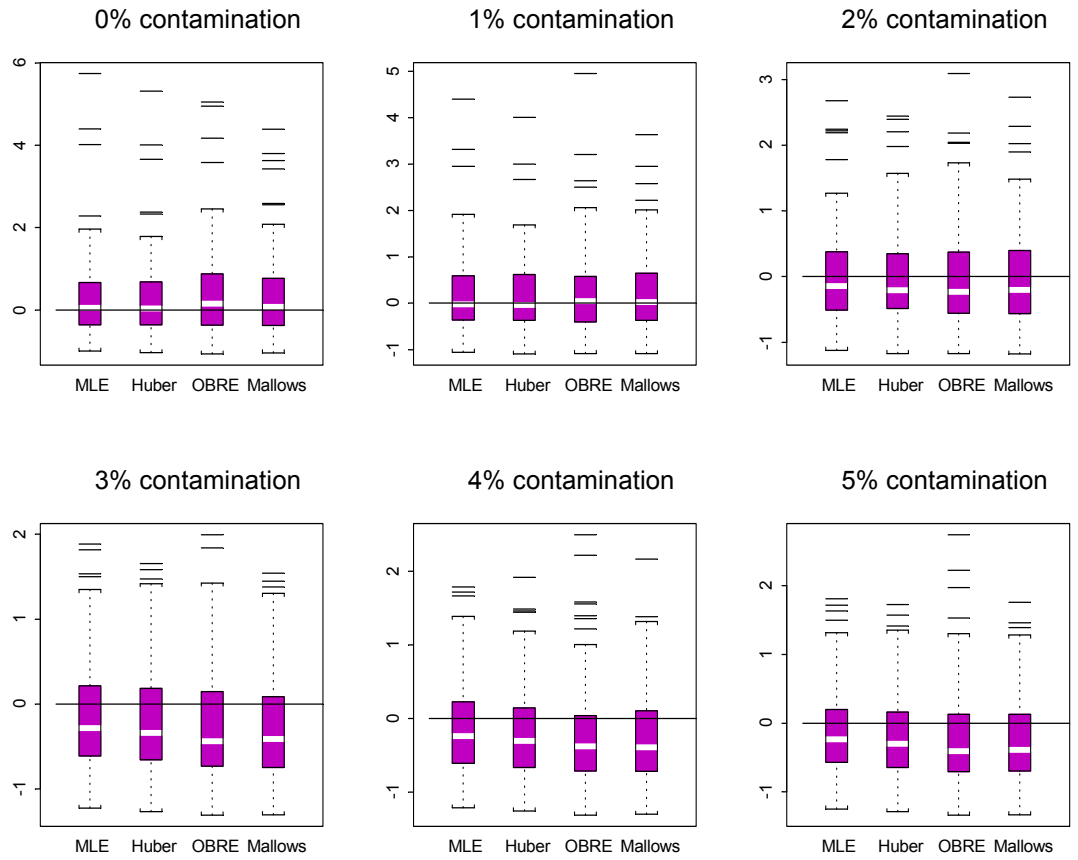 0% contamination
1% contamination
2% contamination
6
4
2
0
MLE Huber OBRE Mallows
5
4
3
2
1
0
-1
MLE Huber OBRE Mallows
3
2
1
0
-1
MLE Huber OBRE Mallows
3% contamination
4% contamination
5% contamination
2
1
0
-1
MLE Huber OBRE Mallows
2
1
0
-1
MLE Huber OBRE Mallows
2
1
0
-1
MLE Huber OBRE Mallows